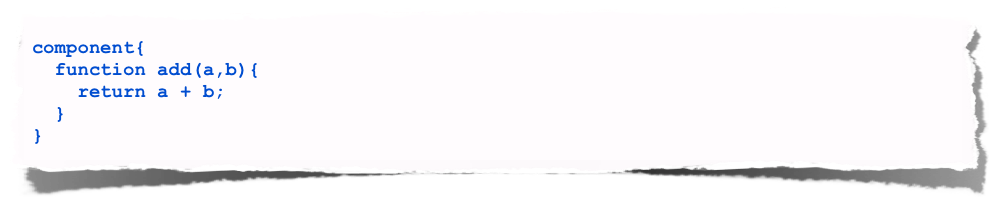 component{
  function add(a,b){
    return a + b;
  }
}